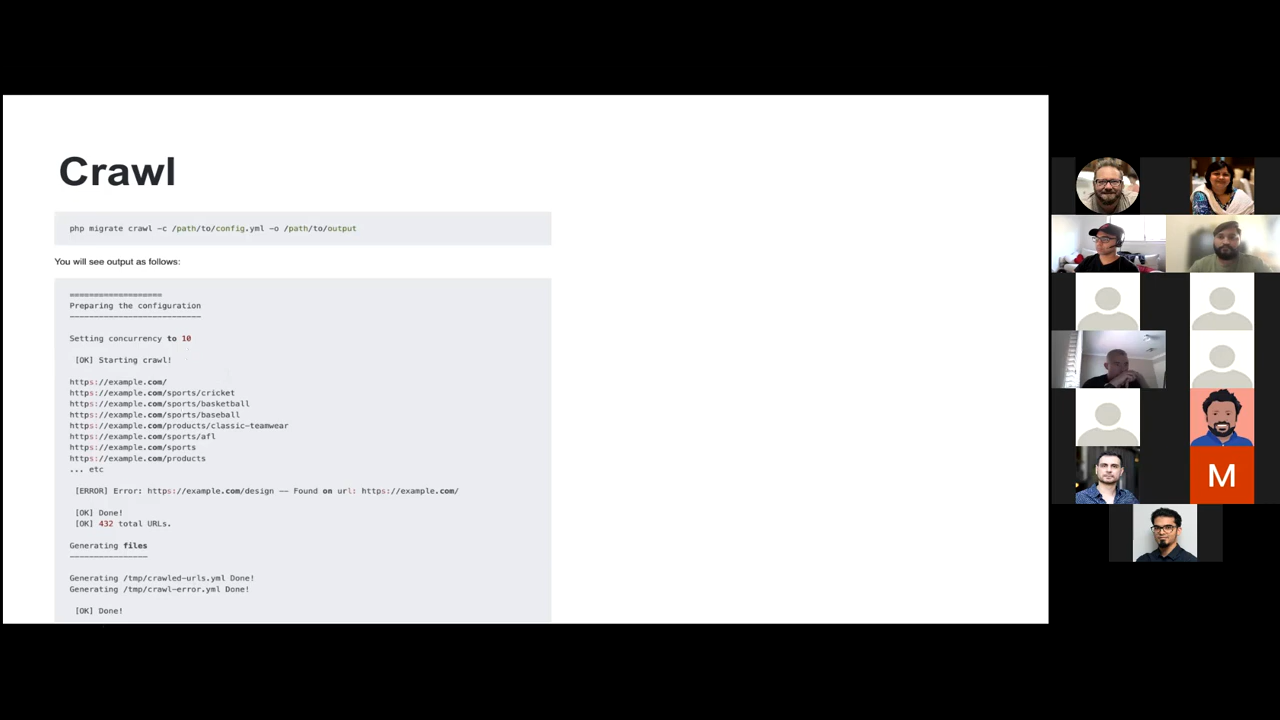 Crawl
php migrate crawl -c /path/to/config.yml -o /path/to/output
You will see output as follows:
===================
Preparing the configuration
---------------------------
Setting concurrency to 10
[OK] Starting crawl!
https://example.com/
https://example.com/sports/cricket
https://example.com/sports/basketball
https://example.com/sports/baseball
https://example.com/products/classic-teamwear
https://example.com/sports/afl
https://example.com/sports
https://example.com/products
... etc
[ERROR] Error: https://example.com/design -- Found on url: https://example.com/
[OK] Done!
[OK] 432 total URLs.
Generating files
----------------
Generating /tmp/crawled-urls.yml Done!
Generating /tmp/crawl-error.yml Done!
[OK] Done!
M